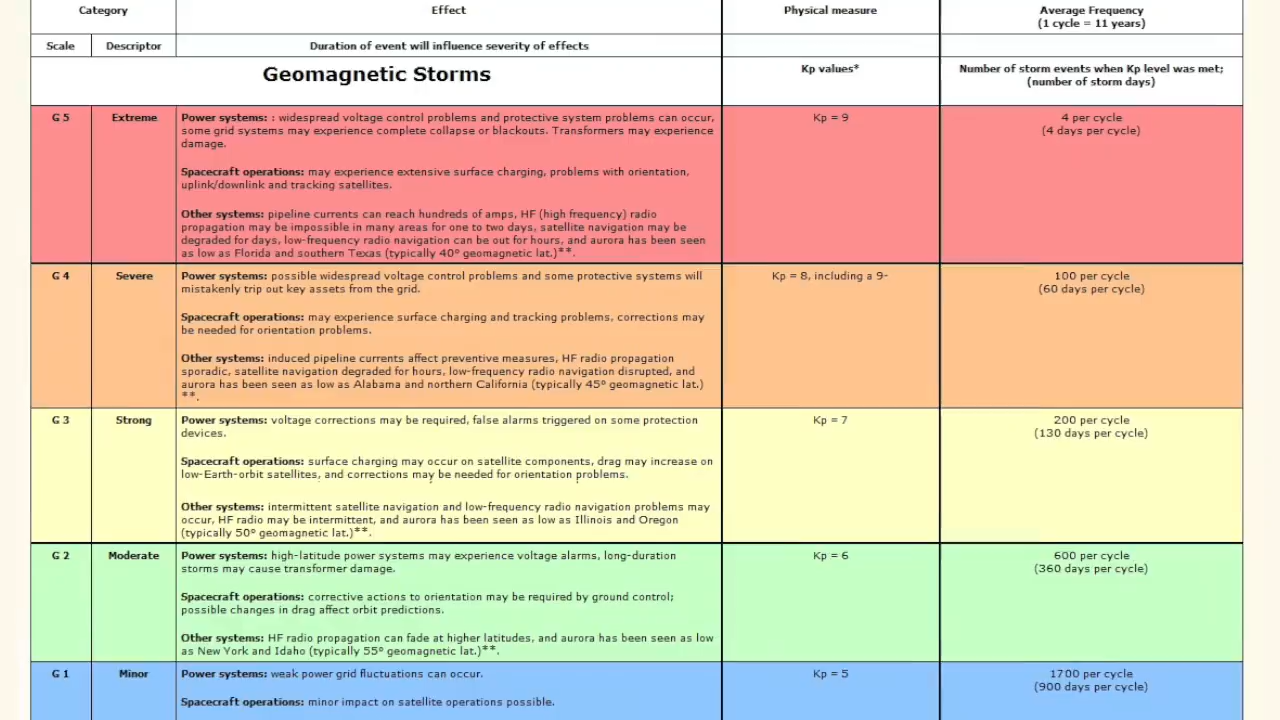 Category Effect Physical measure Average Frequency
(1 cycle = 11 years)
Scale Descriptor Duration of event will influence severity of effects
Geomagnetic Storms Kp values* Number of storm events when Kp level was met;
(number of storm days)
G 5 Extreme Power systems: : widespread voltage control problems and protective system problems can occur, Kp = 9 4 per cycle
some grid systems may experience complete collapse or blackouts. Transformers may experience (4 days per cycle)
damage.
Spacecraft operations: may experience extensive surface charging, problems with orientation,
uplink/downlink and tracking satellites.
Other systems: pipeline currents can reach hundreds of amps, HF (high frequency) radio
propagation may be impossible in many areas for one to two days, satellite navigation may be
degraded for days, low-frequency radio navigation can be out for hours, and aurora has been seen
as low as Florida and southern Texas (typically 40° geomagnetic lat.)**.
G 4 Severe Power systems: possible widespread voltage control problems and some protective systems will Kp = 8, including a 9- 100 per cycle
mistakenly trip out key assets from the grid. (60 days per cycle)
Spacecraft operations: may experience surface charging and tracking problems, corrections may
be needed for orientation problems.
Other systems: induced pipeline currents affect preventive measures, HF radio propagation
sporadic, satellite navigation degraded for hours, low-frequency radio navigation disrupted, and
aurora has been seen as low as Alabama and northern California (typically 45° geomagnetic lat.)
**.
G 3 Strong Power systems: voltage corrections may be required, false alarms triggered on some protection Kp = 7 200 per cycle
devices. (130 days per cycle)
Spacecraft operations: surface charging may occur on satellite components, drag may increase on
low-Earth-orbit satellites, and corrections may be needed for orientation problems.
Other systems: intermittent satellite navigation and low-frequency radio navigation problems may
occur, HF radio may be intermittent, and aurora has been seen as low as Illinois and Oregon
(typically 50° geomagnetic lat.)**.
G 2 Moderate Power systems: high-latitude power systems may experience voltage alarms, long-duration Kp = 6 600 per cycle
storms may cause transformer damage. (360 days per cycle)
Spacecraft operations: corrective actions to orientation may be required by ground control;
possible changes in drag affect orbit predictions.
Other systems: HF radio propagation can fade at higher latitudes, and aurora has been seen as low
as New York and Idaho (typically 55° geomagnetic lat.)**.
G 1 Minor Power systems: weak power grid fluctuations can occur. Kp = 5 1700 per cycle
(900 days per cycle)
Spacecraft operations: minor impact on satellite operations possible.